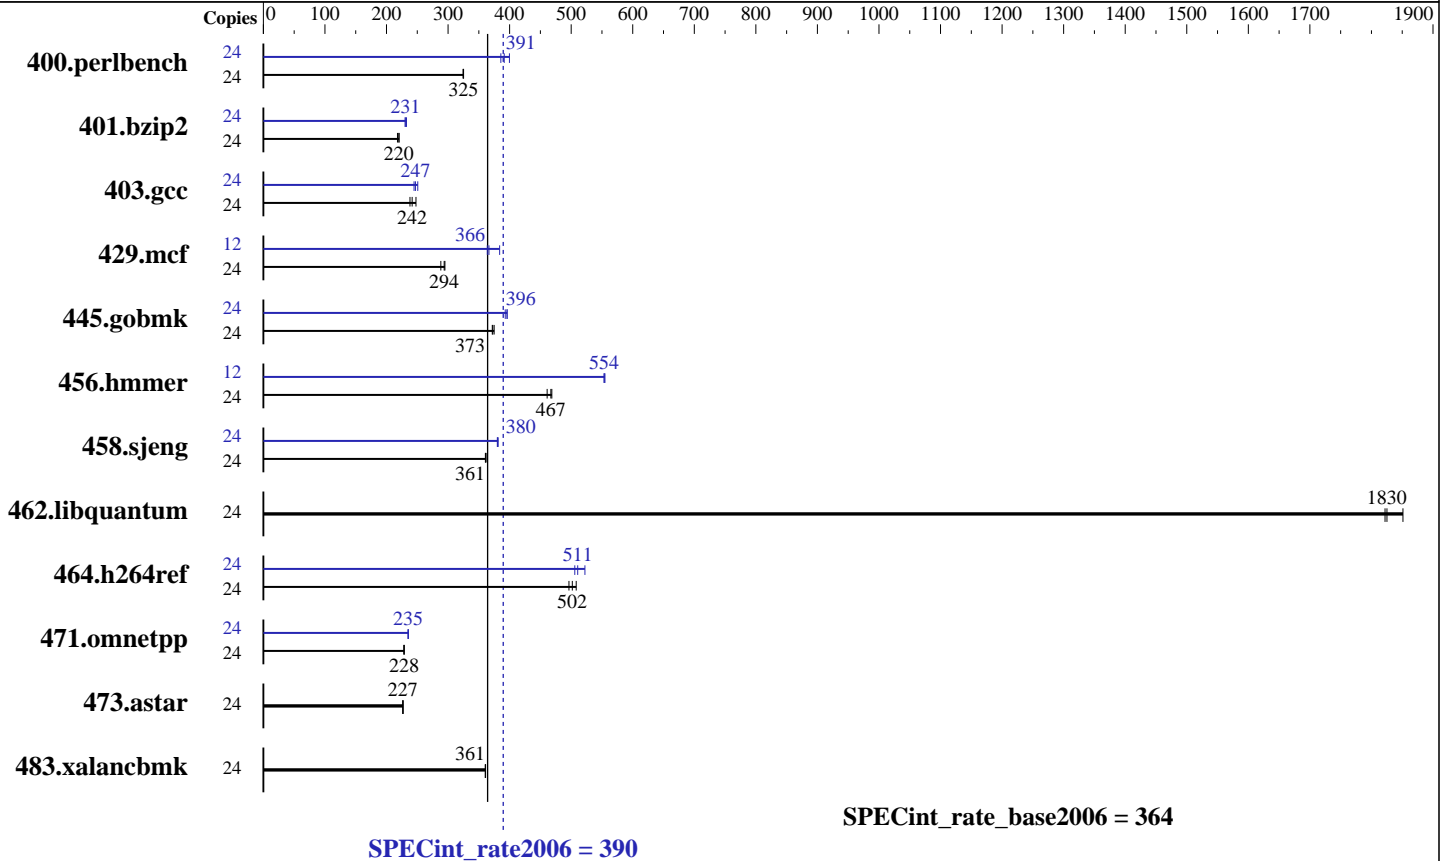 Copies 0 100 200 300 400 500 600 700 800 900 1000 1100 1200 1300 1400 1500 1600 1700 1900
400.perlbench 24 391
24 325
401.bzip2 24 231
24 220
403.gcc 24 247
24 242
429.mcf 12 366
24 294
445.gobmk 24 396
24 373
456.hmmer 12 554
24 467
458.sjeng 24 380
24 361
462.libquantum 24 1830
464.h264ref 24 511
24 502
471.omnetpp 24 235
24 228
473.astar 24 227
483.xalancbmk 24 361
SPECint_rate_base2006 = 364
SPECint_rate2006 = 390